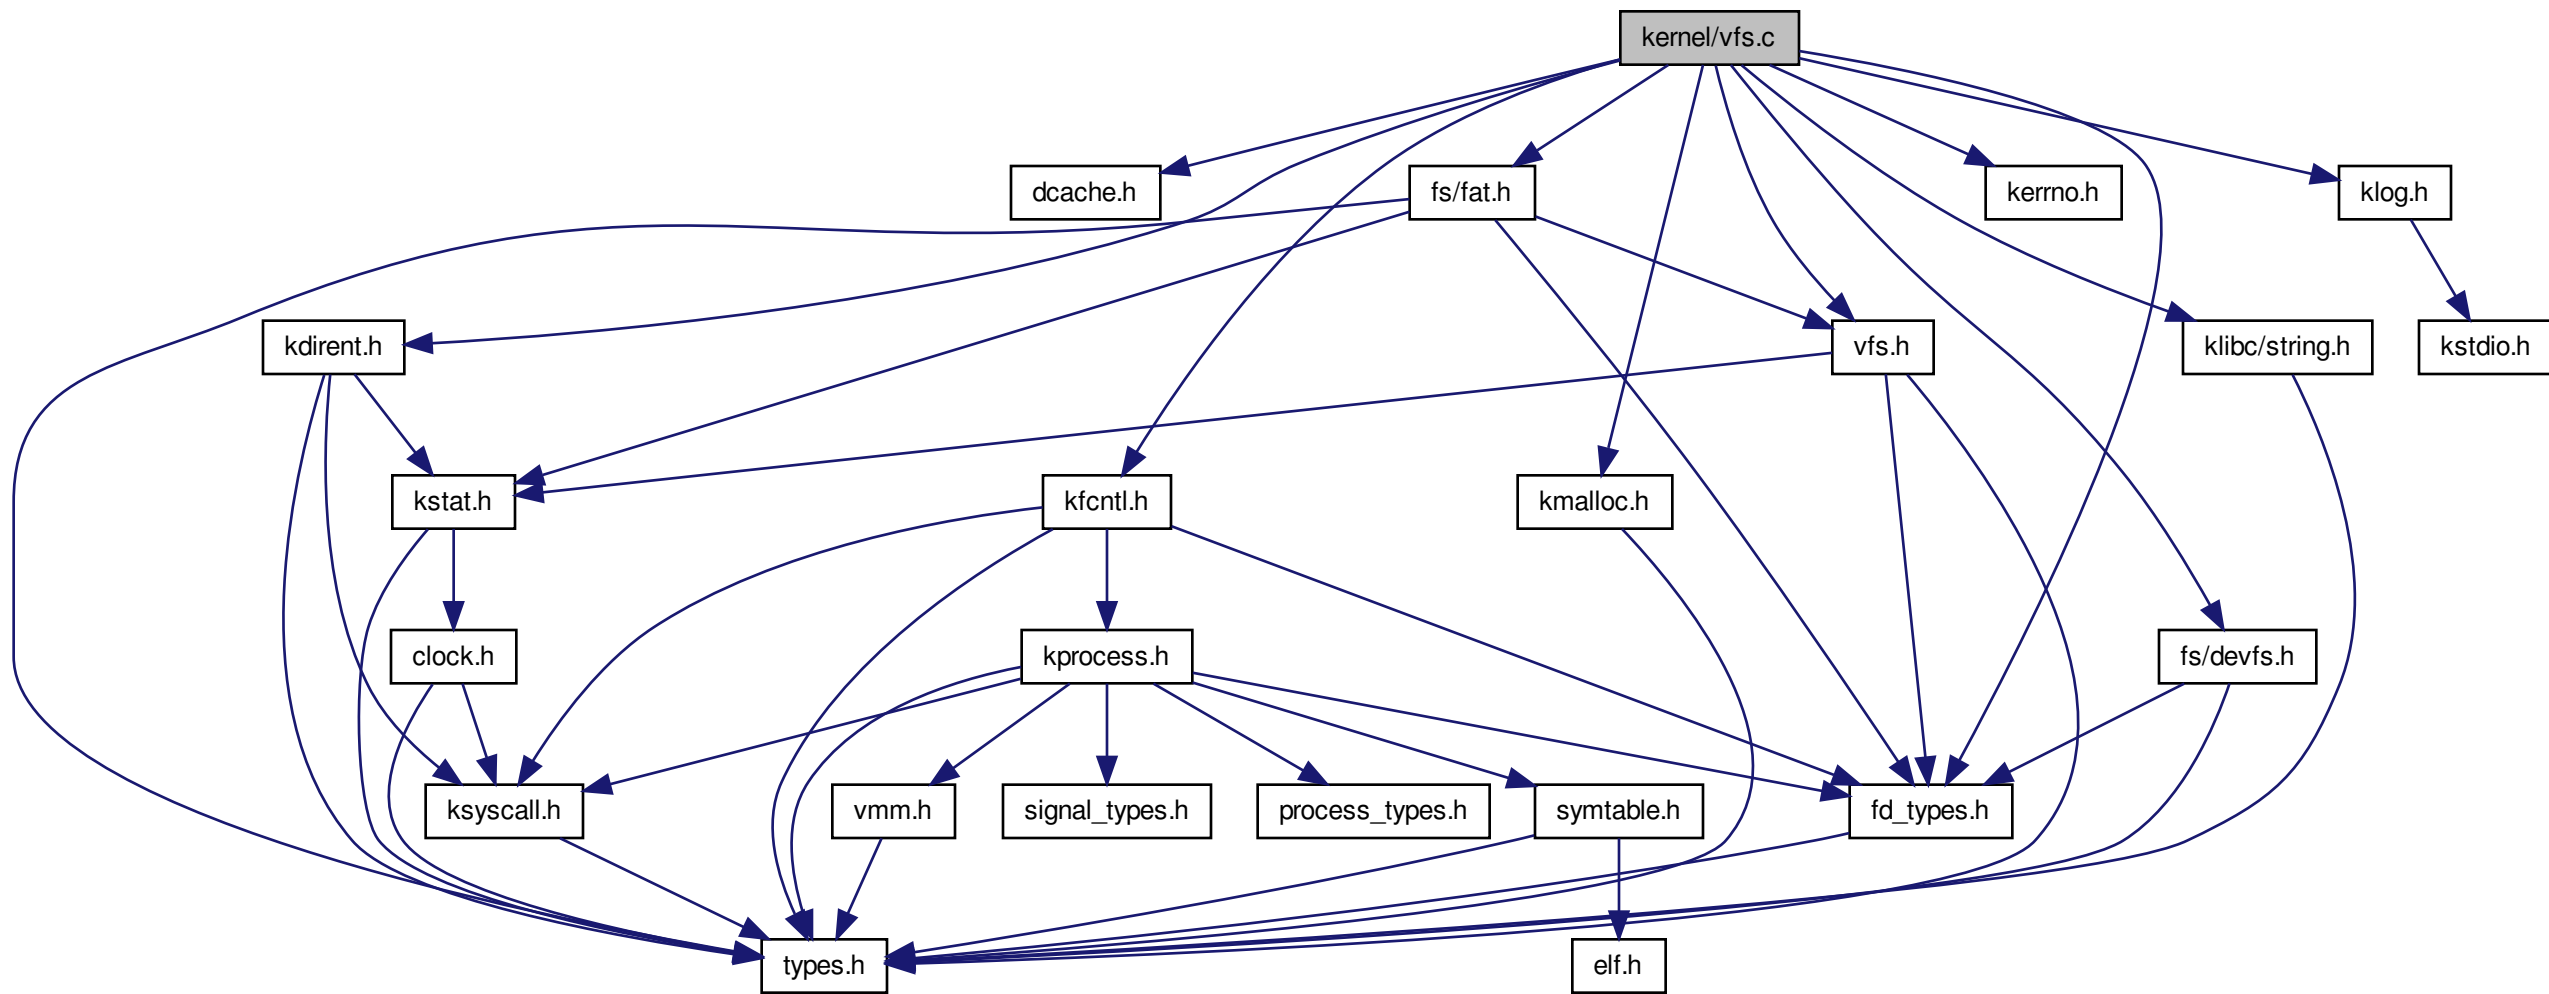 kernel/vfs.c
dcache.h
fs/fat.h
kerrno.h
klog.h
kdirent.h
vfs.h
klibc/string.h
kstdio.h
kstat.h
kfcntl.h
kmalloc.h
clock.h
kprocess.h
fs/devfs.h
ksyscall.h
vmm.h
signal_types.h
process_types.h
symtable.h
fd_types.h
types.h
elf.h